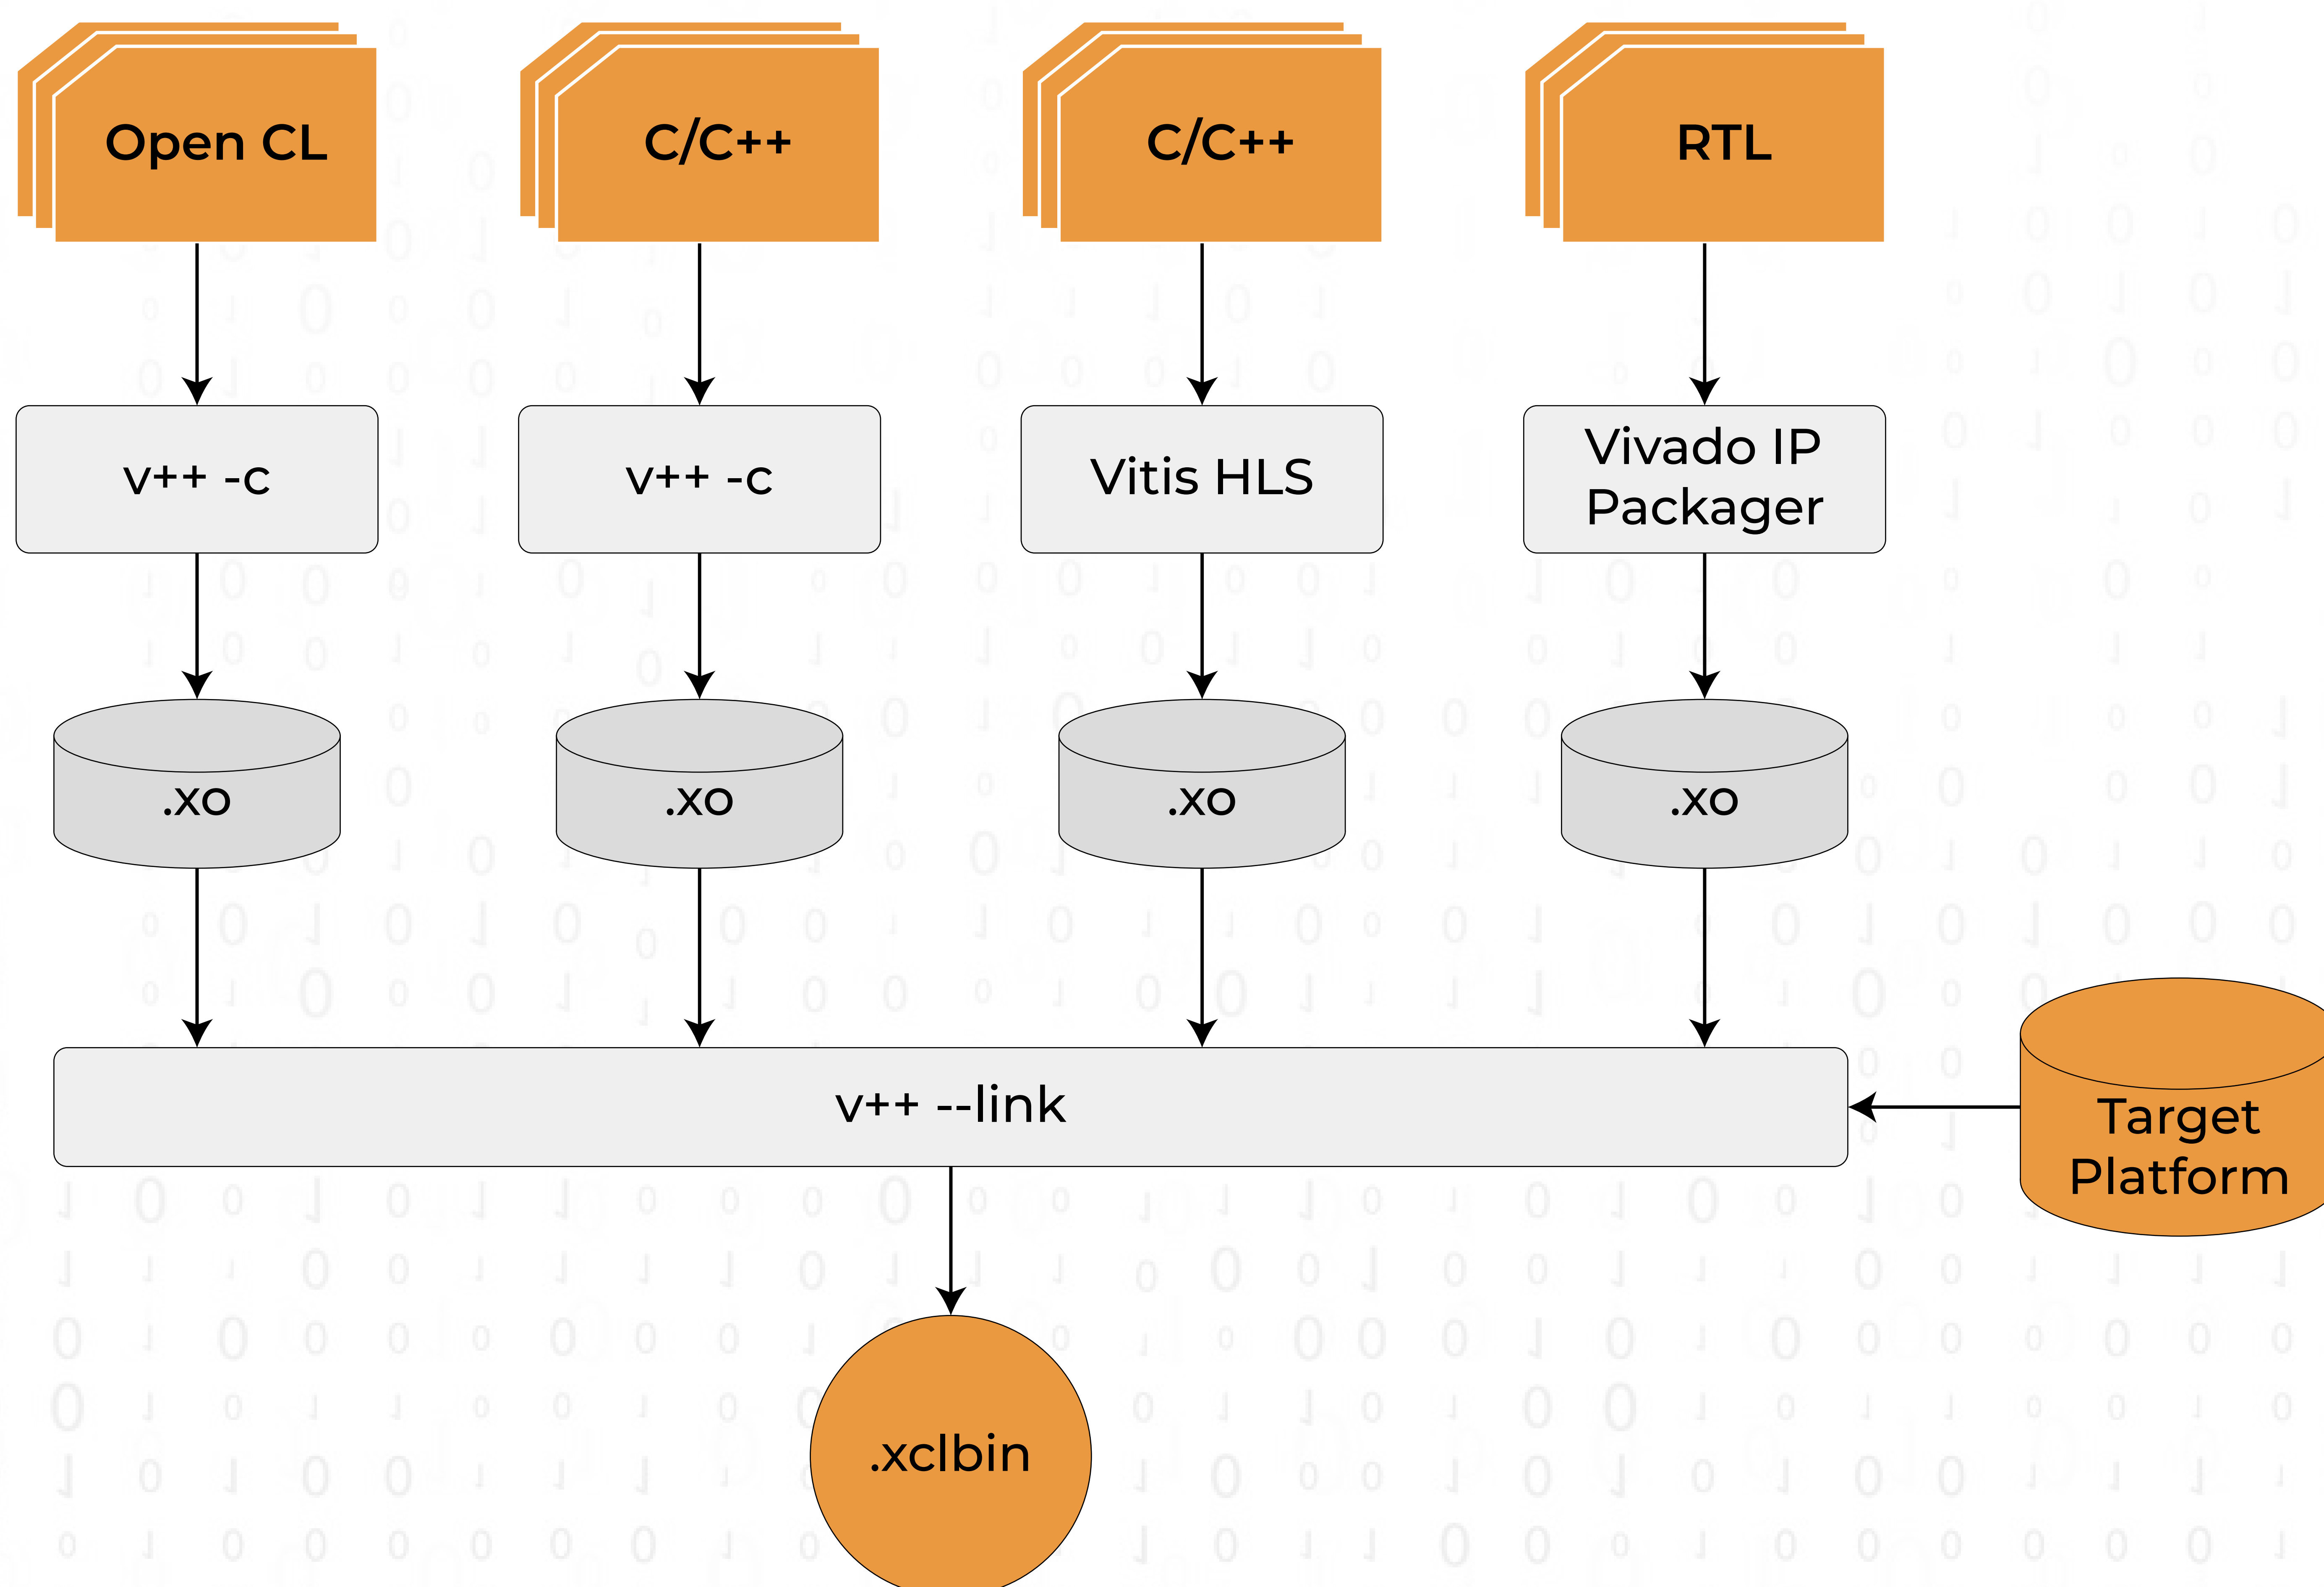 Open CL
C/C++
C/C++
RTL
v++ -c
v++ -c
Vitis HLS
Vivado IP
Packager
.xo
.xo
.xo
.xo
v++ --link
Target
Platform
.xclbin